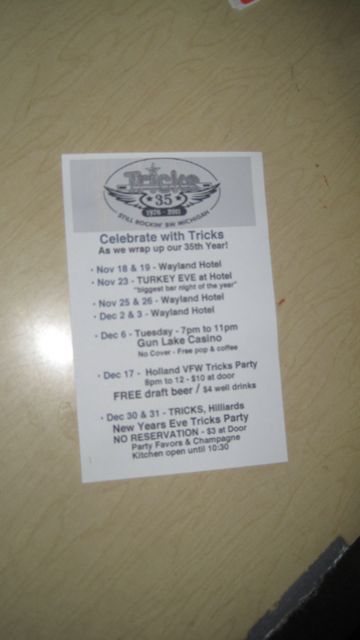 Tricks
35
1976 - 2011
STILL ROCKIN' SW MICHIGAN
Celebrate with Tricks
As we wrap up our 35th Year!
• Nov 18 & 19 - Wayland Hotel
• Nov 23 - TURKEY EVE at Hotel
"biggest bar night of the year"
• Nov 25 & 26 - Wayland Hotel
• Dec 2 & 3 - Wayland Hotel
• Dec 6 - Tuesday - 7pm to 11pm
Gun Lake Casino
No Cover - Free pop & coffee
• Dec 17 - Holland VFW Tricks Party
8pm to 12 - $10 at door
FREE draft beer / $4 well drinks
• Dec 30 & 31 - TRICKS, Hilliards
New Years Eve Tricks Party
NO RESERVATION - $3 at Door
Party Favors & Champagne
Kitchen open until 10:30